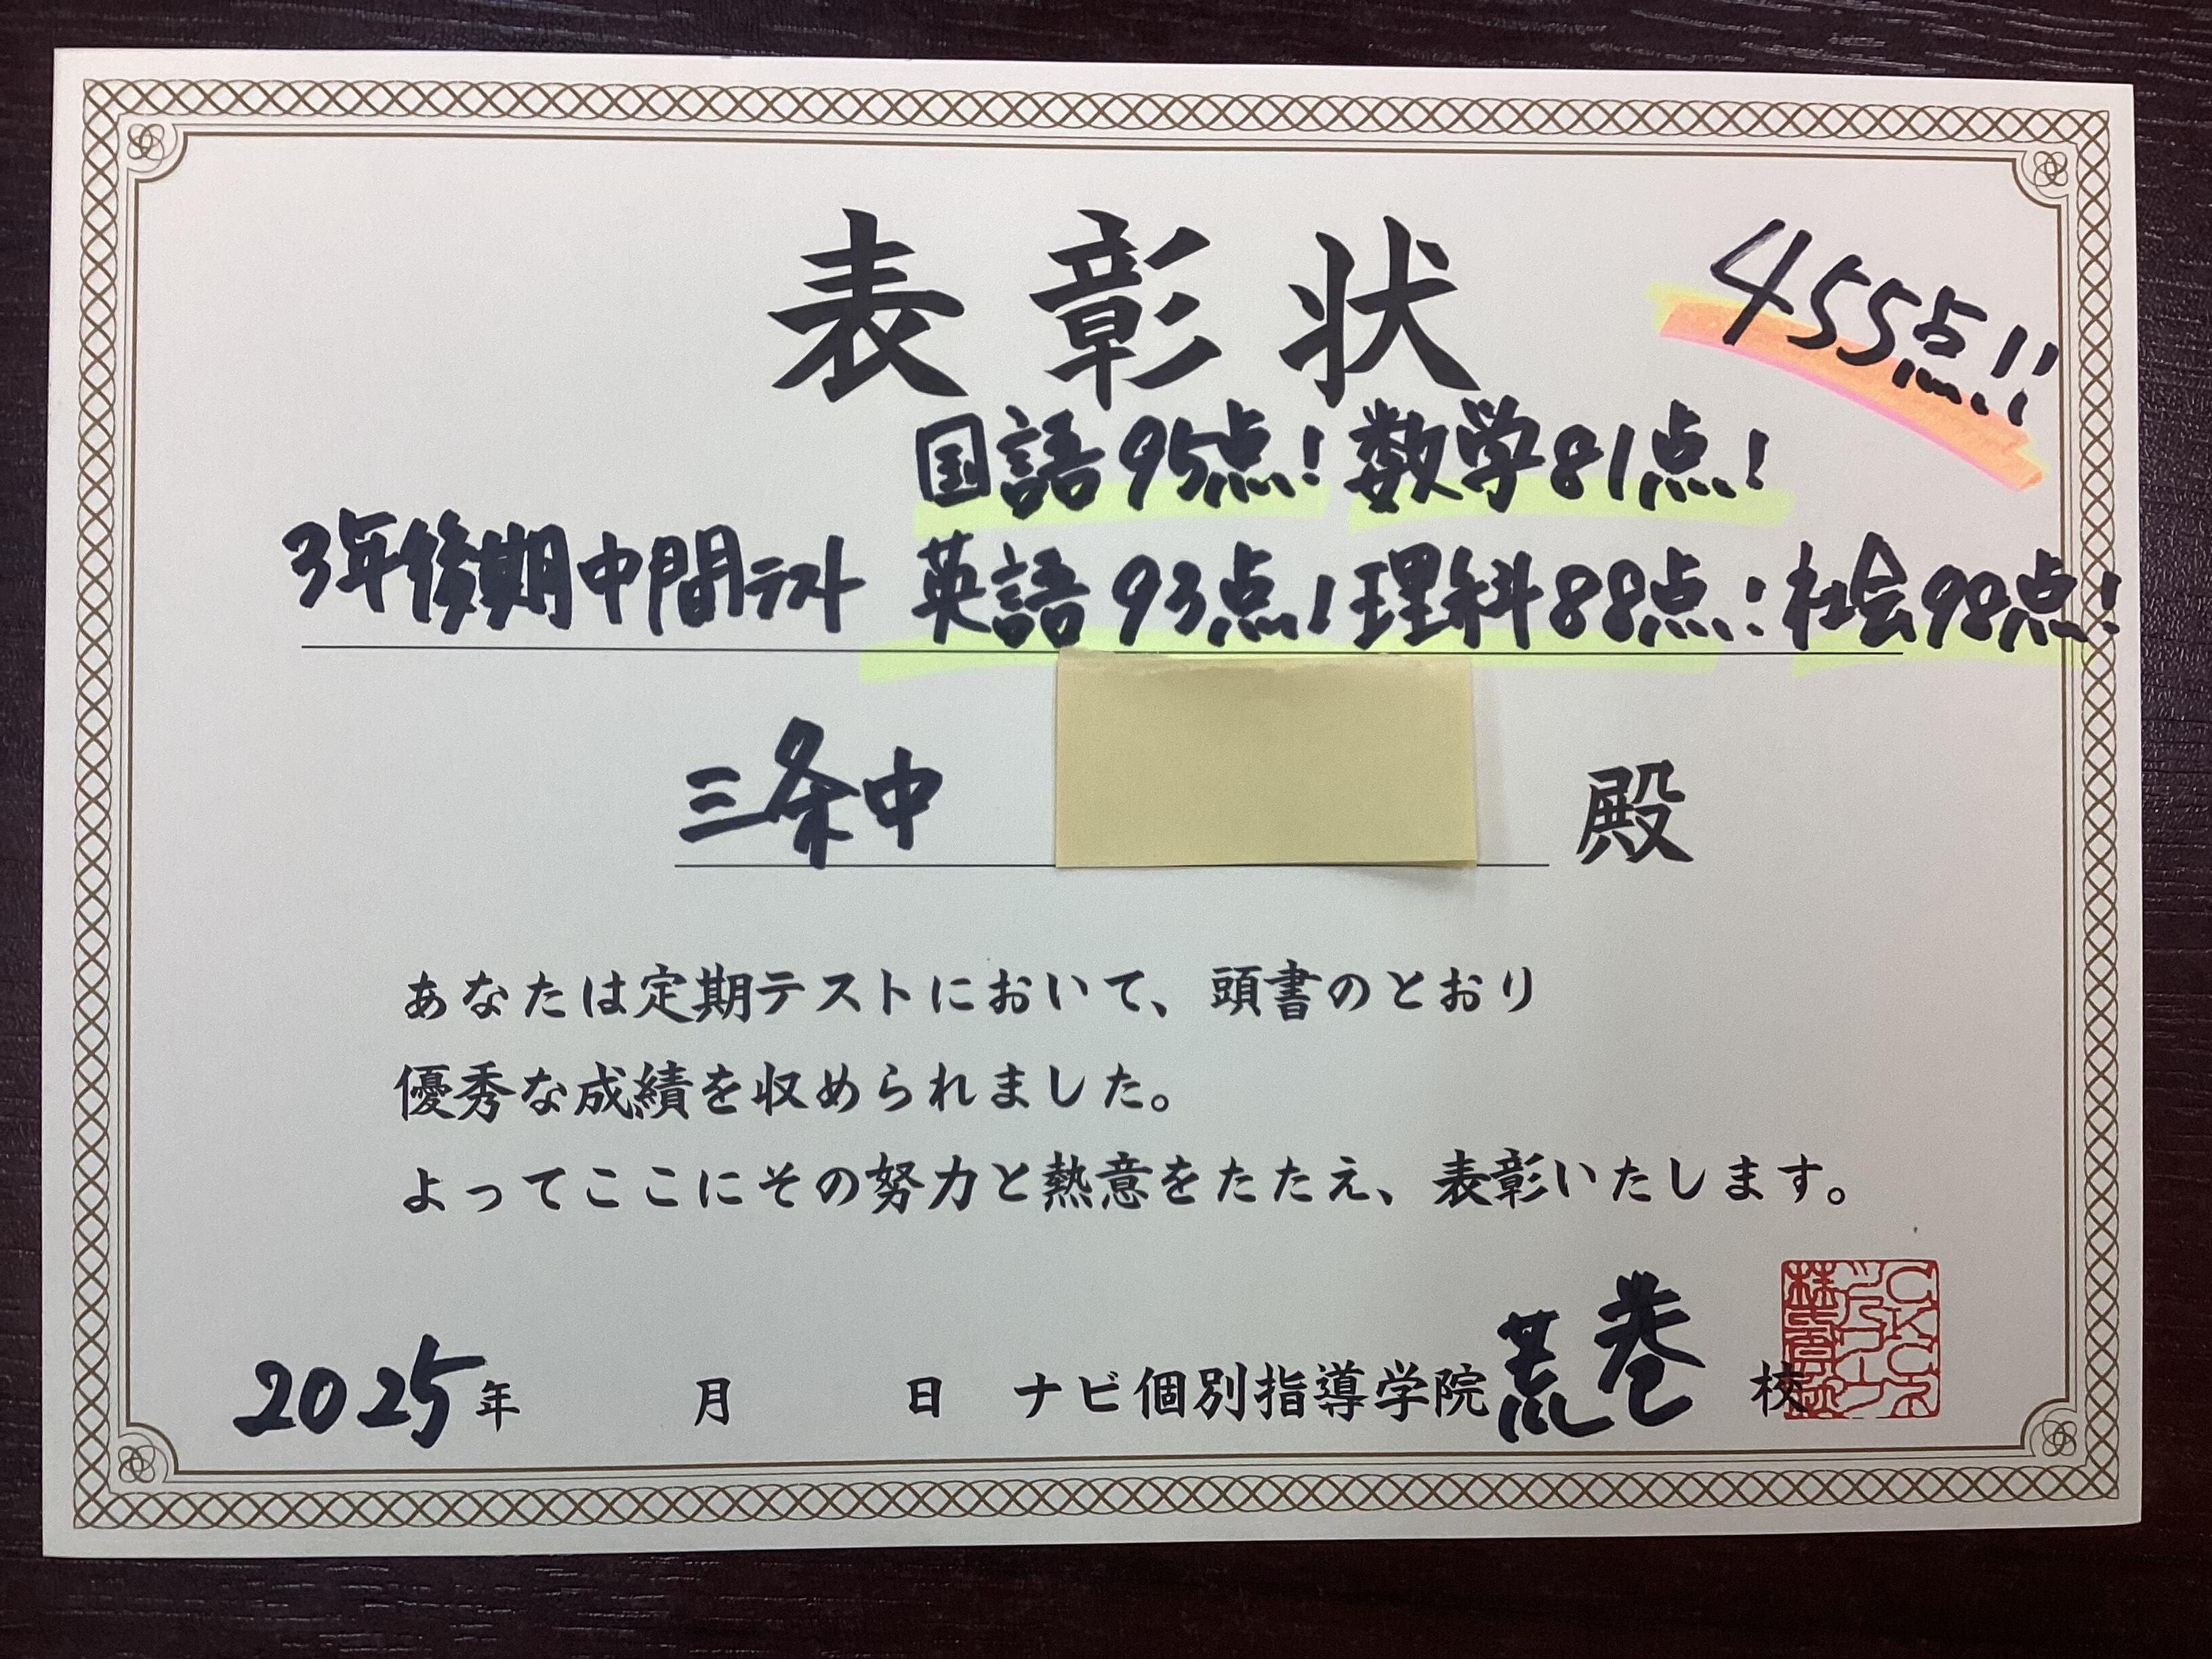 表彰状
455点!!
国語95点!数学81点!
3年後期中間テスト 英語93点!理科88点!社会98点!
三条中 殿
あなたは定期テストにおいて、頭書のとおり
優秀な成績を収められました。
よってここにその努力と熱意をたたえ、表彰いたします。
2025年 月 日 ナビ個別指導学院荒巻校